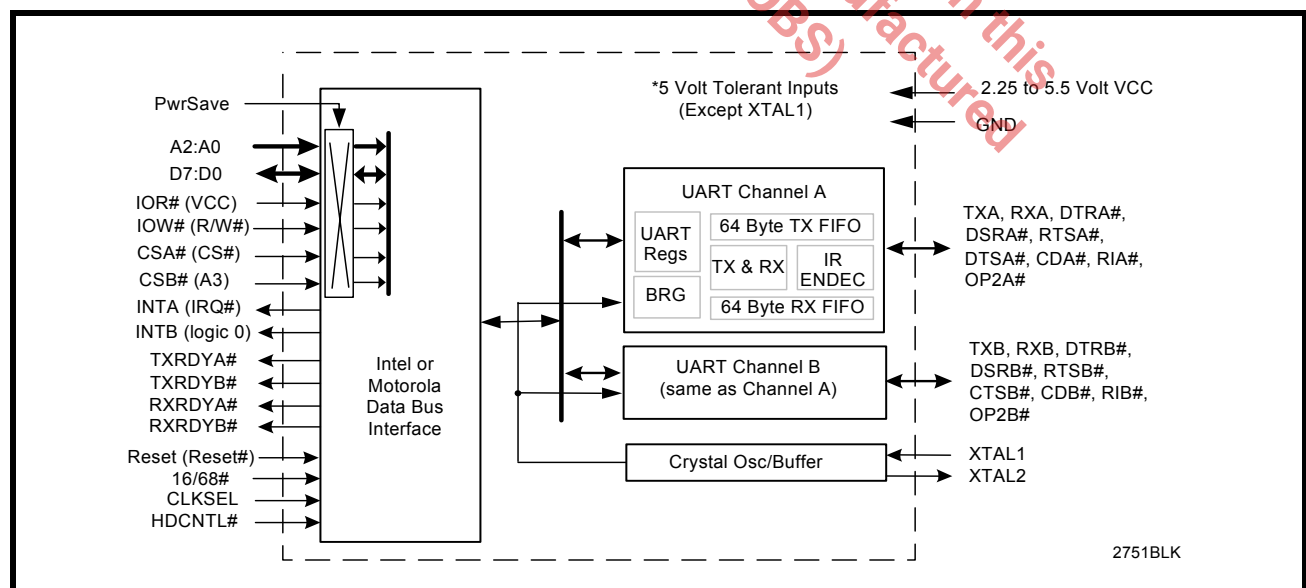 n this
ufactured
OBS)
*5 Volt Tolerant Inputs
(Except XTAL1)
2.25 to 5.5 Volt VCC
GND
PwrSave
A2:A0
D7:D0
IOR# (VCC)
IOW# (R/W#)
CSA# (CS#)
CSB# (A3)
INTA (IRQ#)
INTB (logic 0)
TXRDYA#
TXRDYB#
RXRDYA#
RXRDYB#
Reset (Reset#)
16/68#
CLKSEL
HDCNTL#
Intel or
Motorola
Data Bus
Interface
UART Channel A
UART
Regs
BRG
64 Byte TX FIFO
TX & RX
IR
ENDEC
64 Byte RX FIFO
UART Channel B
(same as Channel A)
Crystal Osc/Buffer
TXA, RXA, DTRA#,
DSRA#, RTSA#,
DTSA#, CDA#, RIA#,
OP2A#
TXB, RXB, DTRB#,
DSRB#, RTSB#,
CTSB#, CDB#, RIB#,
OP2B#
XTAL1
XTAL2
2751BLK